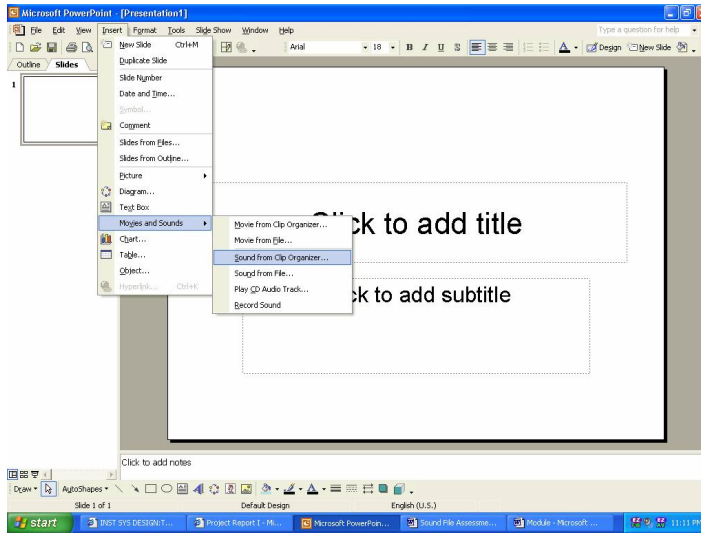 Microsoft PowerPoint - [Presentation1]
File Edit View Insert Format Tools Slide Show Window Help
Type a question for help
Arial 18 B I U S A Design New Slide
Outline Slides
1
New Slide Ctrl+M
Duplicate Slide
Slide Number
Date and Time...
Symbol...
Comment
Slides from Files...
Slides from Outline...
Picture
Diagram...
Text Box
Movies and Sounds
Chart...
Table...
Object...
Hyperlink... Ctrl+K
Movie from Clip Organizer...
Movie from File...
Sound from Clip Organizer...
Sound from File...
Play CD Audio Track...
Record Sound
Click to add title
k to add subtitle
Click to add notes
Draw AutoShapes A
Slide 1 of 1 Default Design English (U.S.)
start INST SYS DESIGN:T... Project Report I - Mi... Microsoft PowerPoin... Sound File Assessme... Module - Microsoft ... 11:11 PM